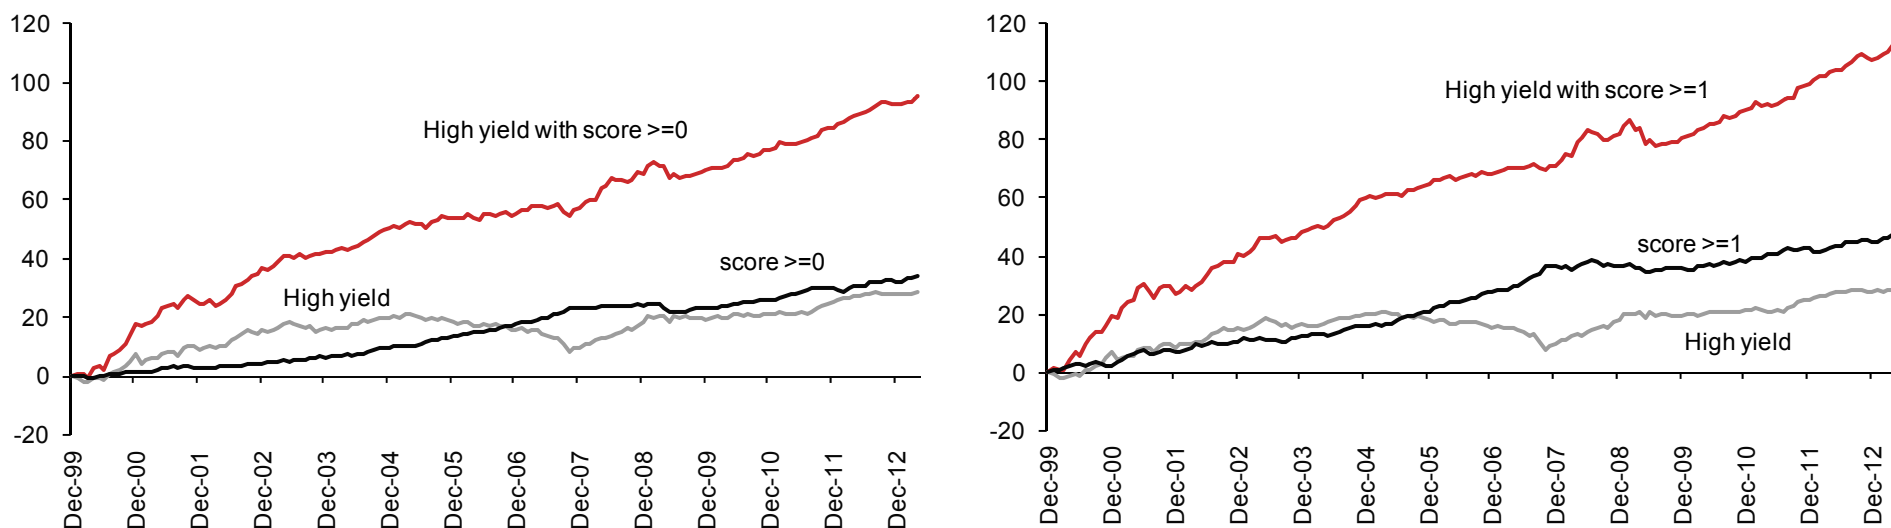 120
100
80
60
40
20
0
-20
High yield with score >=0
score >=0
High yield
Dec-99
Dec-00
Dec-01
Dec-02
Dec-03
Dec-04
Dec-05
Dec-06
Dec-07
Dec-08
Dec-09
Dec-10
Dec-11
Dec-12
120
100
80
60
40
20
0
-20
High yield with score >=1
score >=1
High yield
Dec-99
Dec-00
Dec-01
Dec-02
Dec-03
Dec-04
Dec-05
Dec-06
Dec-07
Dec-08
Dec-09
Dec-10
Dec-11
Dec-12